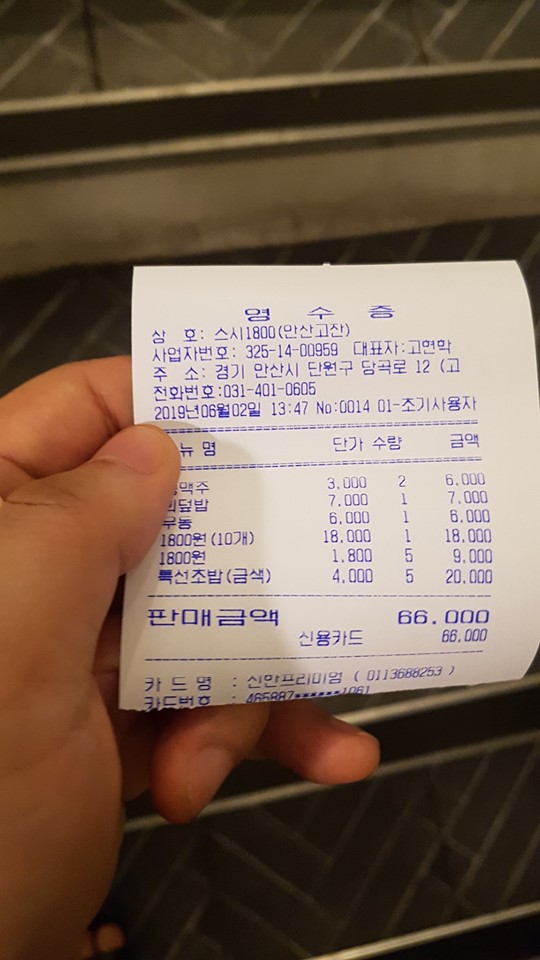 영 수 증
상 호: 스시1800(안산고잔)
사업자번호: 325-14-00959 대표자:고면학
주 소: 경기 안산시 단원구 당곡로 12 (고
전화번호:031-401-0605
2019년06월02일 13:47 No:0014 01-초기사용자
뉴 명 단가 수량 금액
맥주 3,000 2 6,000
덮밥 7,000 1 7,000
우동 6,000 1 6,000
1800원(10개) 18,000 1 18,000
1800원 1,800 5 9,000
특선초밥(금색) 4,000 5 20,000
판매금액 66,000
신용카드 66,000
카 드 명 : 신한프리미엄 ( 0113688253 )
카드번호 : 465887******1061